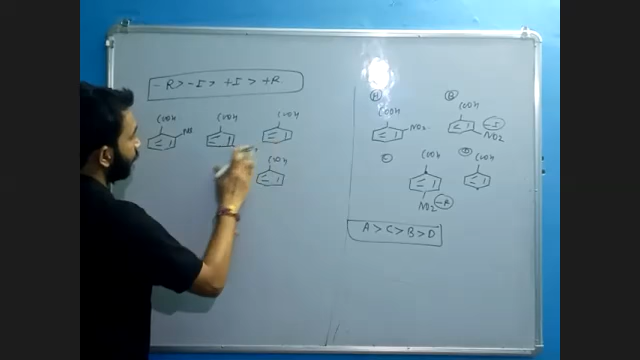 -R > -I > +I > +R
COOH
COOH
COOH
COOH
A
COOH
NO2
B
COOH
-I
NO2
C
COOH
NO2
-R
D
COOH
A > C > B > D